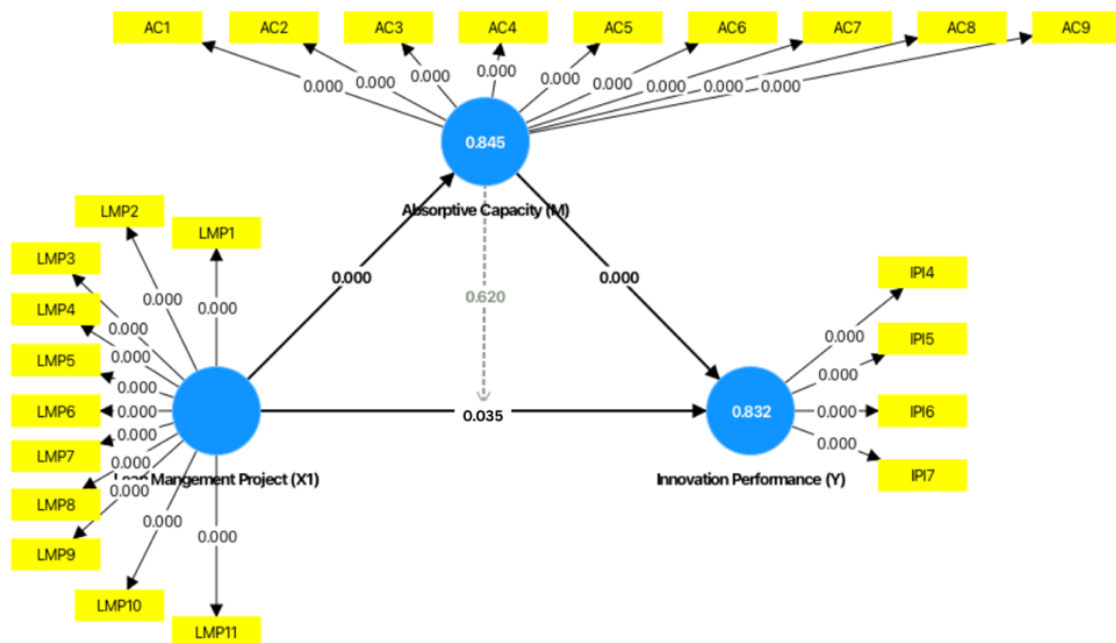 AC1 AC2 AC3 AC4 AC5 AC6 AC7 AC8 AC9
0.000 0.000 0.000 0.000 0.000 0.000 0.000 0.000 0.000
0.845
Absorptive Capacity (M)
LMP2
LMP1
LMP3
LMP4
LMP5
LMP6
LMP7
LMP8
LMP9
LMP10
LMP11
0.000
0.000
0.000
0.000
0.000
0.000
0.000
0.000
0.000
0.000
0.000
Mangement Project (X1)
0.000
0.620
0.000
0.035
0.832
Innovation Performance (Y)
0.000
0.000
0.000
0.000
IPI4
IPI5
IPI6
IPI7